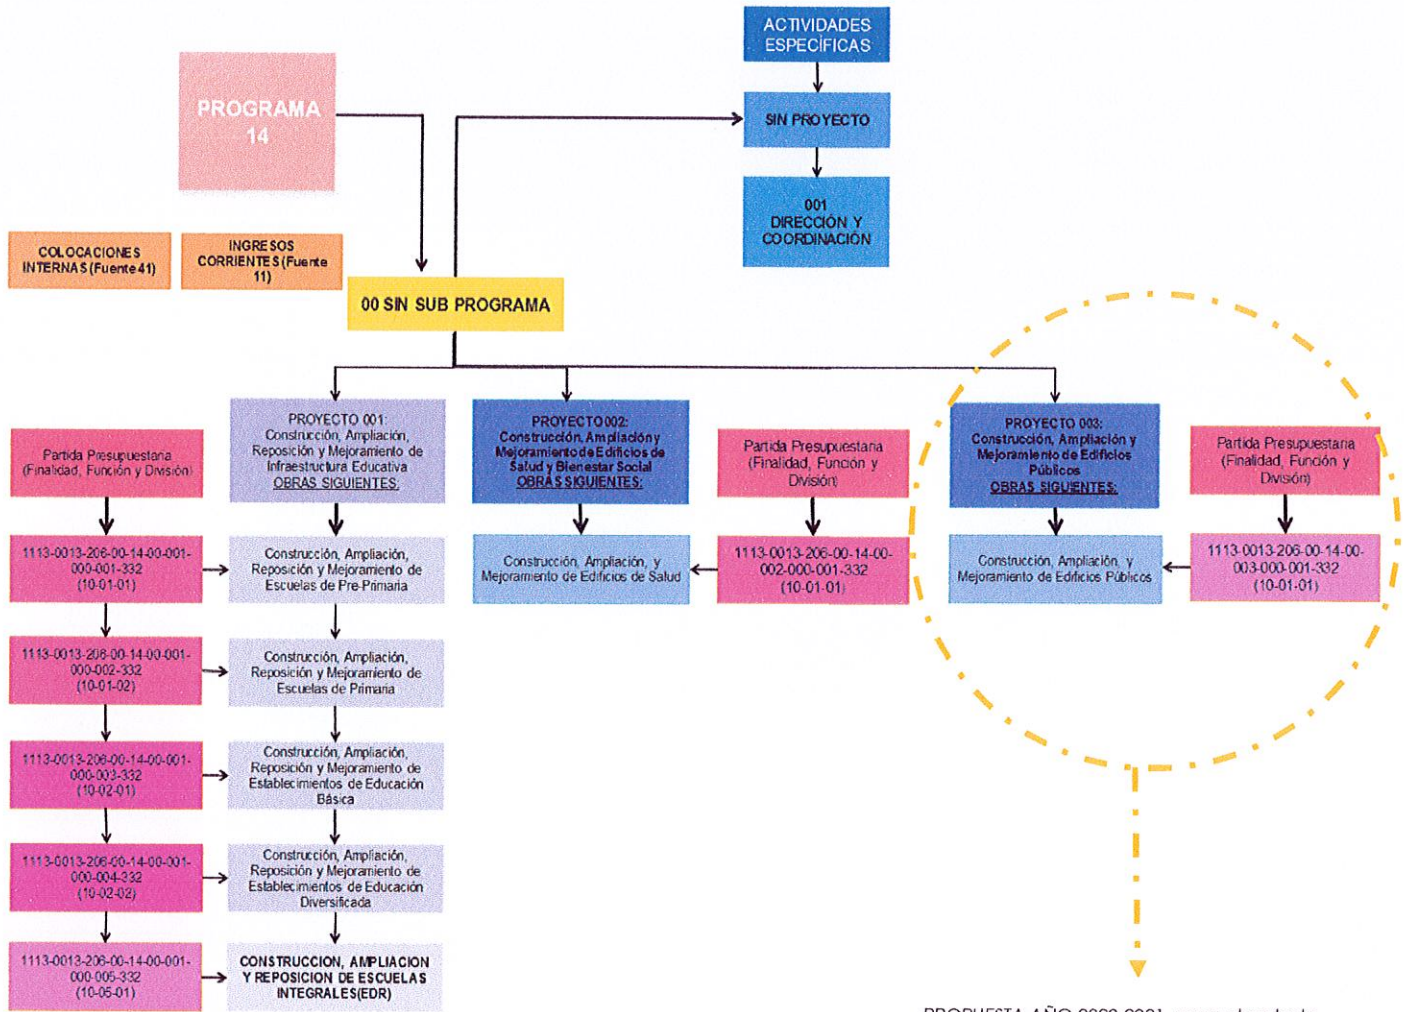 ACTIVIDADES
ESPECÍFICAS
PROGRAMA
14
SIN PROYECTO
001
DIRECCIÓN Y
COORDINACIÓN
COLOCACIONES
INTERNAS (Fuente 41)
INGRESOS
CORRIENTES (Fuente
11)
00 SIN SUB PROGRAMA
Partida Presupuestaria
(Finalidad, Función y División)
PROYECTO 001:
Construcción, Ampliación,
Reposición y Mejoramiento de
Infraestructura Educativa
OBRAS SIGUIENTES:
PROYECTO 002:
Construcción, Ampliación y
Mejoramiento de Edificios de
Salud y Bienestar Social
OBRAS SIGUIENTES:
Partida Presupuestaria
(Finalidad, Función y
División)
PROYECTO 003:
Construcción, Ampliación y
Mejoramiento de Edificios
Públicos
OBRAS SIGUIENTES:
Partida Presupuestaria
(Finalidad, Función y
División)
1113-0013-206-00-14-00-001-
000-001-332
(10-01-01)
Construcción, Ampliación,
Reposición y Mejoramiento de
Escuelas de Pre-Primaria
Construcción, Ampliación, y
Mejoramiento de Edificios de Salud
1113-0013-206-00-14-00-
002-000-001-332
(10-01-01)
Construcción, Ampliación, y
Mejoramiento de Edificios Públicos
1113-0013-206-00-14-00-
003-000-001-332
(10-01-01)
1113-0013-206-00-14-00-001-
000-002-332
(10-01-02)
Construcción, Ampliación,
Reposición y Mejoramiento de
Escuelas de Primaria
1113-0013-206-00-14-00-001-
000-003-332
(10-02-01)
Construcción, Ampliación,
Reposición y Mejoramiento de
Establecimientos de Educación
Básica
1113-0013-206-00-14-00-001-
000-004-332
(10-02-02)
Construcción, Ampliación,
Reposición y Mejoramiento de
Establecimientos de Educación
Diversificada
1113-0013-206-00-14-00-001-
000-005-332
(10-05-01)
CONSTRUCCION, AMPLIACION
Y REPOSICION DE ESCUELAS
INTEGRALES(EDR)
PROPUESTA AÑO